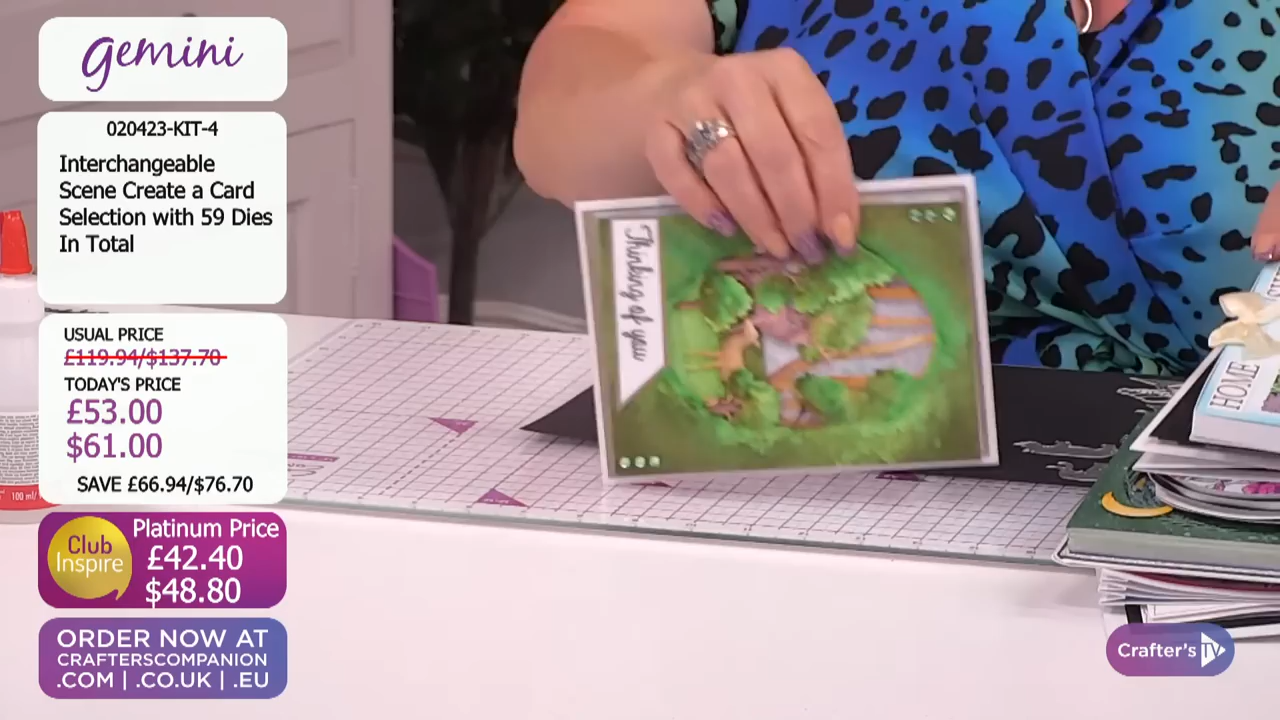 gemini
020423-KIT-4
Interchangeable
Scene Create a Card
Selection with 59 Dies
In Total
USUAL PRICE
£119.94/$137.70
TODAY'S PRICE
£53.00
$61.00
SAVE £66.94/$76.70
Club
Inspire
Platinum Price
£42.40
$48.80
ORDER NOW AT
CRAFTERSCOMPANION
.COM | .CO.UK | .EU
Thinking of you
HOME
100 ml
Crafter's TV